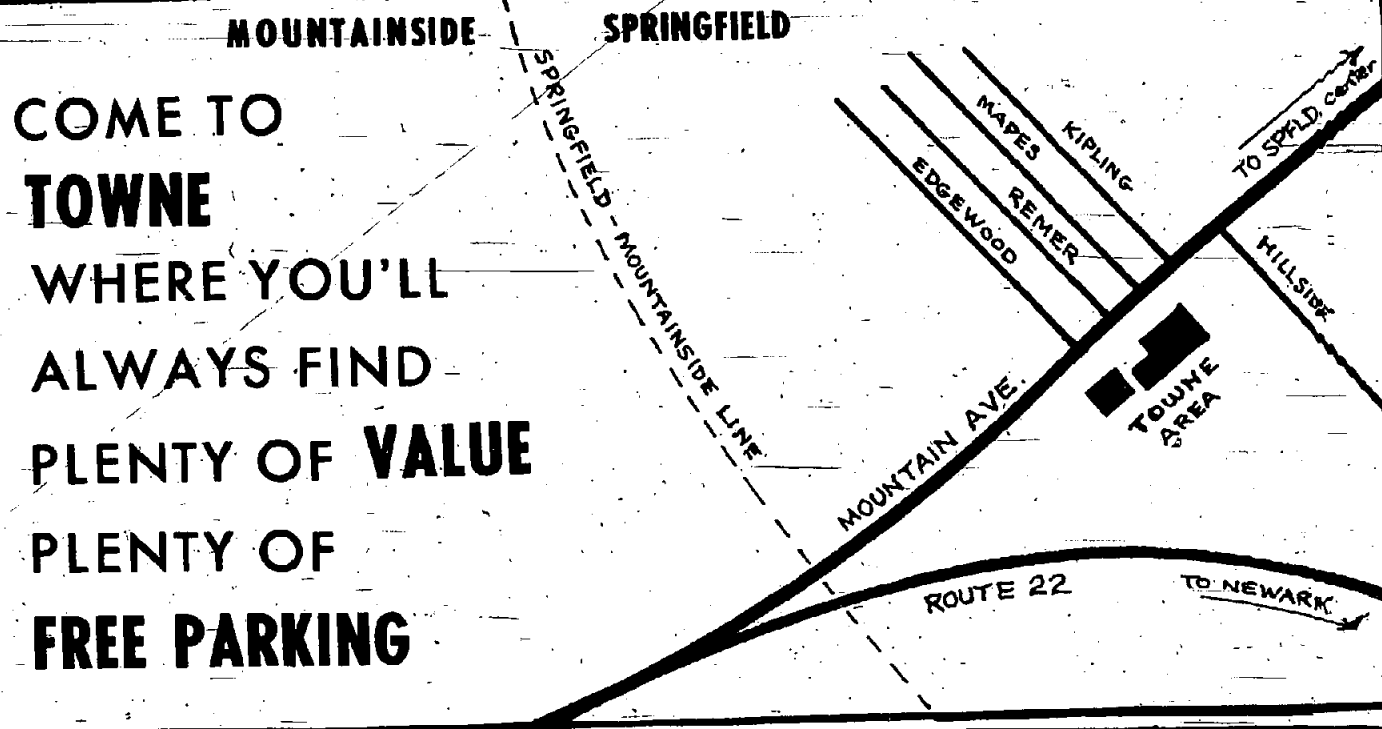 MOUNTAINSIDE
SPRINGFIELD
COME TO
TOWNE
WHERE YOU'LL
ALWAYS FIND
PLENTY OF VALUE
PLENTY OF
FREE PARKING
SPRINGFIELD - MOUNTAINSIDE LINE
EDGEWOOD
REMER
MAPES
KIPLING
TO SPFLD. center
HILLSIDE
TOWNE
AREA
MOUNTAIN AVE.
ROUTE 22
TO NEWARK